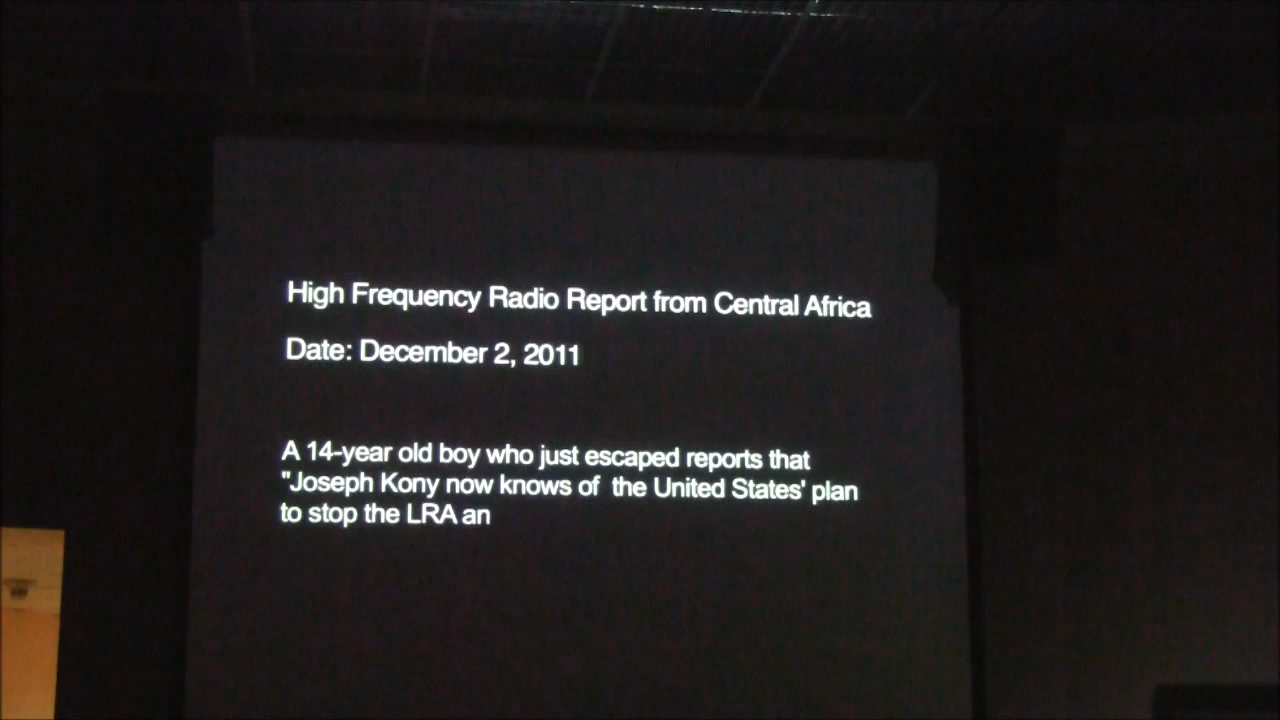 High Frequency Radio Report from Central Africa
Date: December 2, 2011
A 14-year old boy who just escaped reports that
"Joseph Kony now knows of the United States' plan
to stop the LRA an